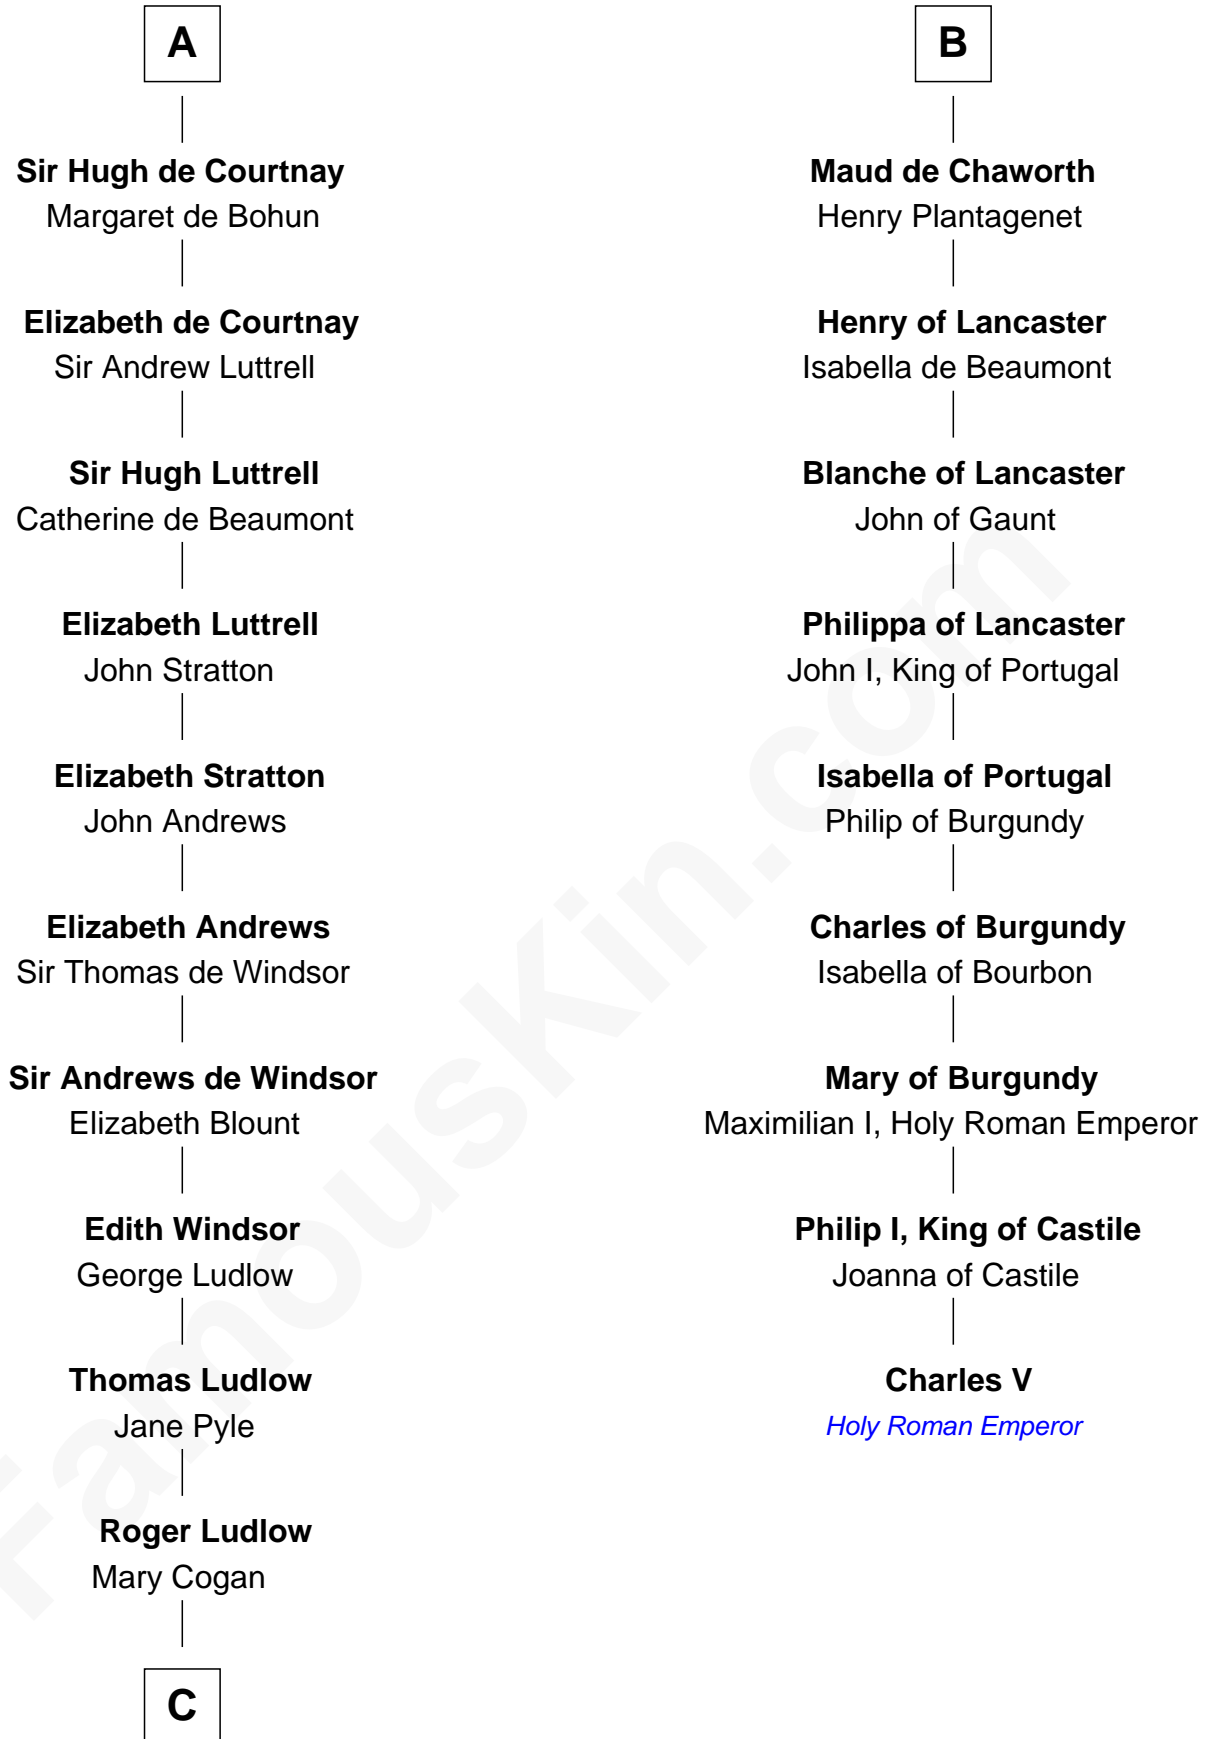 A
Sir Hugh de Courtnay
Margaret de Bohun
Elizabeth de Courtnay
Sir Andrew Luttrell
Sir Hugh Luttrell
Catherine de Beaumont
Elizabeth Luttrell
John Stratton
Elizabeth Stratton
John Andrews
Elizabeth Andrews
Sir Thomas de Windsor
Sir Andrews de Windsor
Elizabeth Blount
Edith Windsor
George Ludlow
Thomas Ludlow
Jane Pyle
Roger Ludlow
Mary Cogan
C
B
Maud de Chaworth
Henry Plantagenet
Henry of Lancaster
Isabella de Beaumont
Blanche of Lancaster
John of Gaunt
Philippa of Lancaster
John I, King of Portugal
Isabella of Portugal
Philip of Burgundy
Charles of Burgundy
Isabella of Bourbon
Mary of Burgundy
Maximilian I, Holy Roman Emperor
Philip I, King of Castile
Joanna of Castile
Charles V
Holy Roman Emperor
FamousKin.com